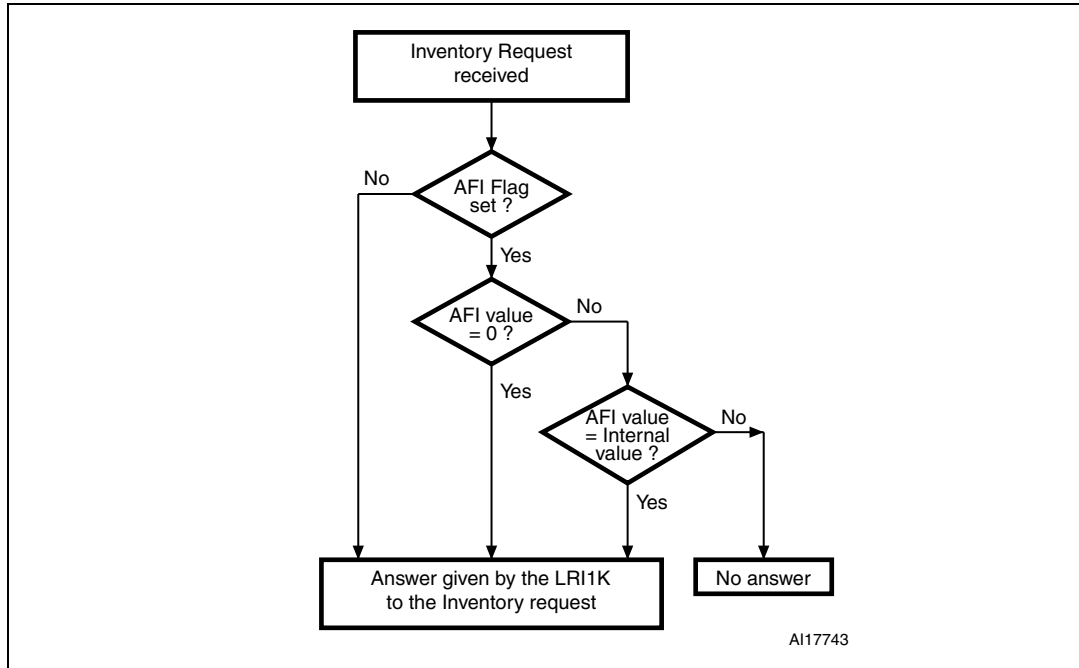 Inventory Request
received
No
AFI Flag
set ?
Yes
AFI value
= 0 ?
No
Yes
AFI value
= Internal
value ?
No
Yes
Answer given by the LRI1K
to the Inventory request
No answer
AI17743